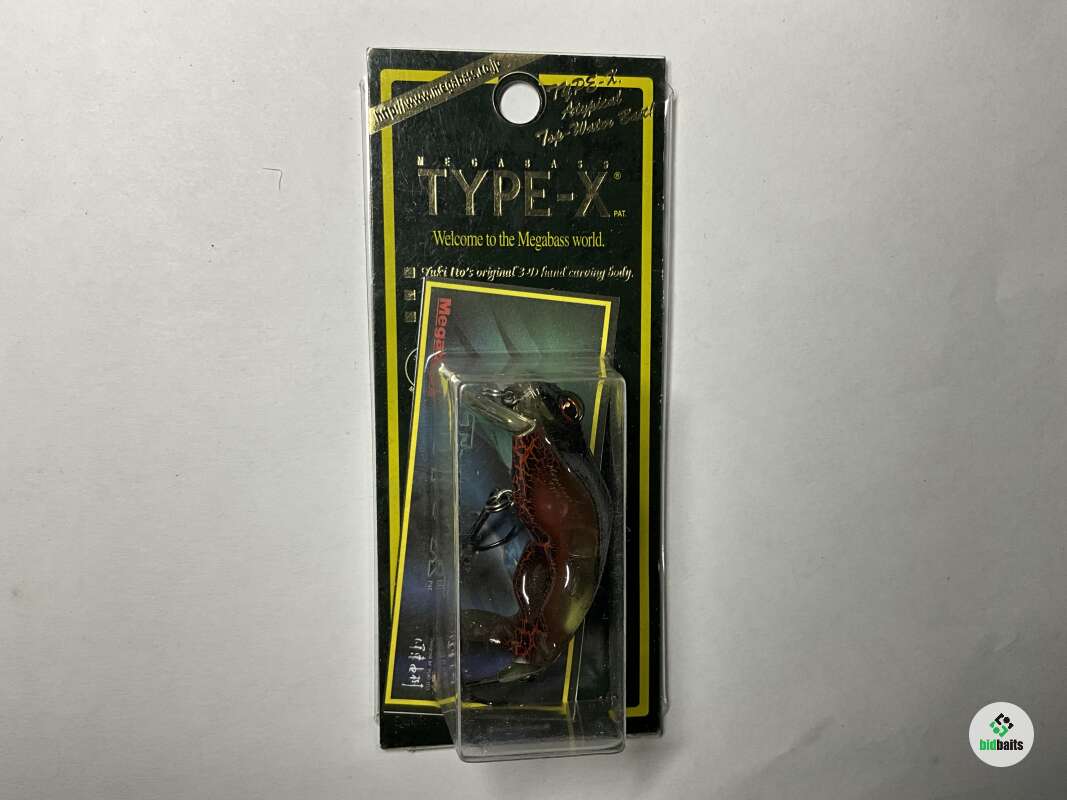 http://www.megabass.co.jp
TYPE-X.
Atypical
Top-Water Bait!
MEGABASS
TYPE-X®
PAT.
Welcome to the Megabass world.
Yuki Ito's original 3-D hand carving body.
Mega
bidbaits